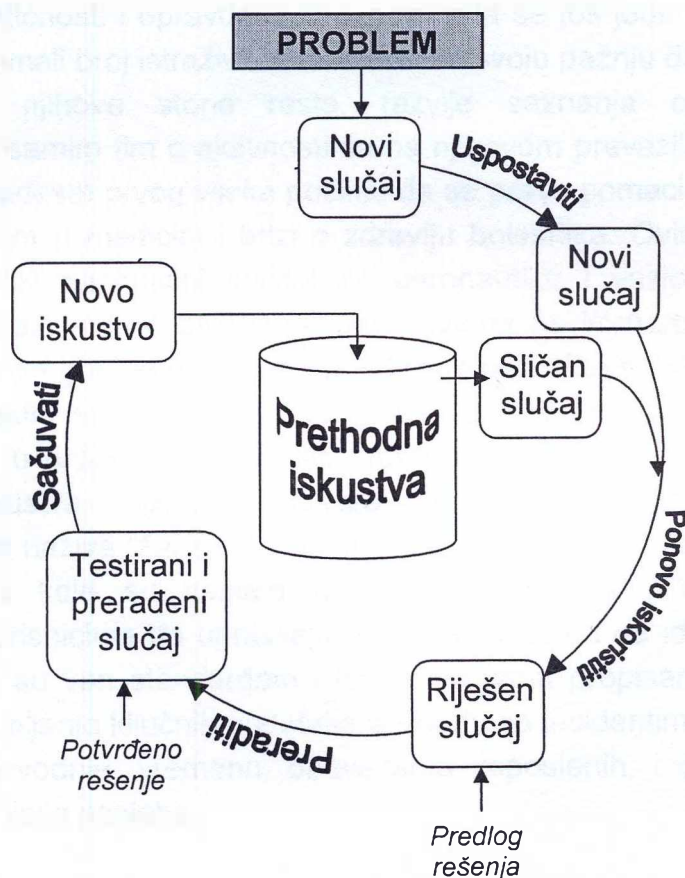 PROBLEM
Novi
slučaj
Uspostaviti
Novi
slučaj
Novo
iskustvo
Sličan
slučaj
Prethodna
iskustva
Sačuvati
Ponovo iskoristiti
Testirani i
prerađeni
slučaj
Riješen
slučaj
Preraditi
Potvrđeno
rešenje
Predlog
rešenja